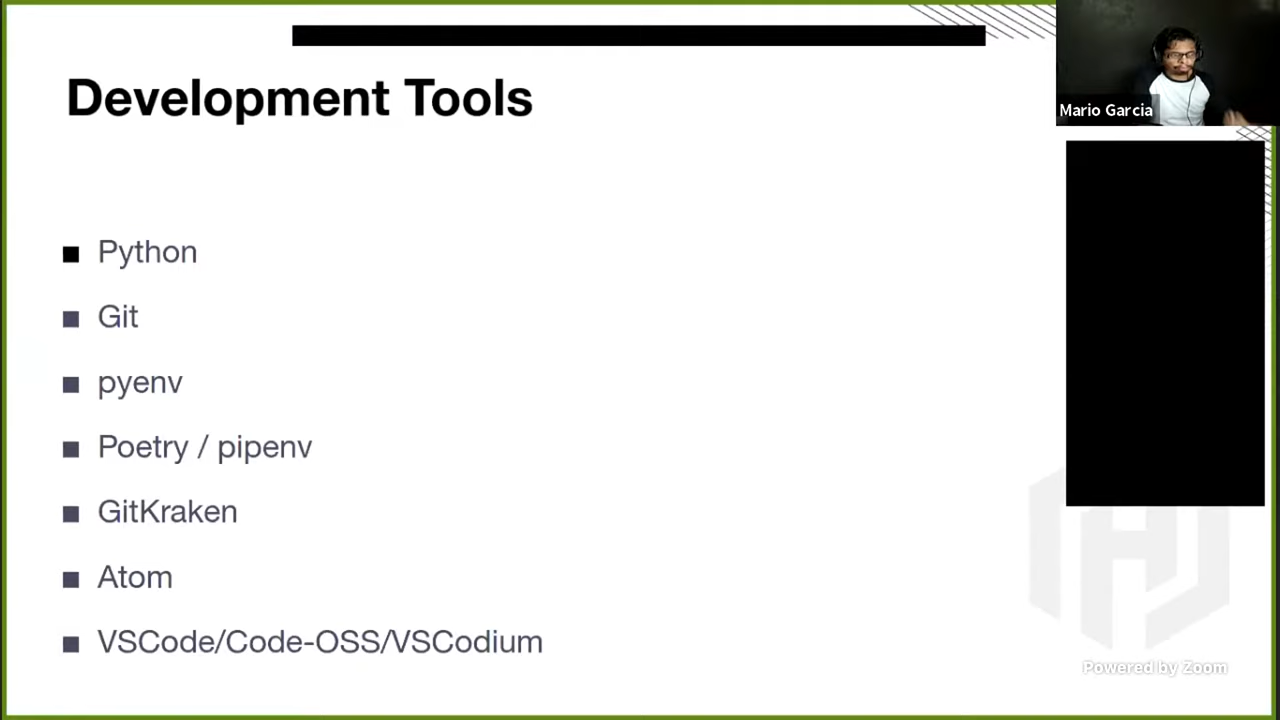 Development Tools
Mario Garcia
Python
Git
pyenv
Poetry / pipenv
GitKraken
Atom
VSCode/Code-OSS/VSCodium
Powered by Zoom